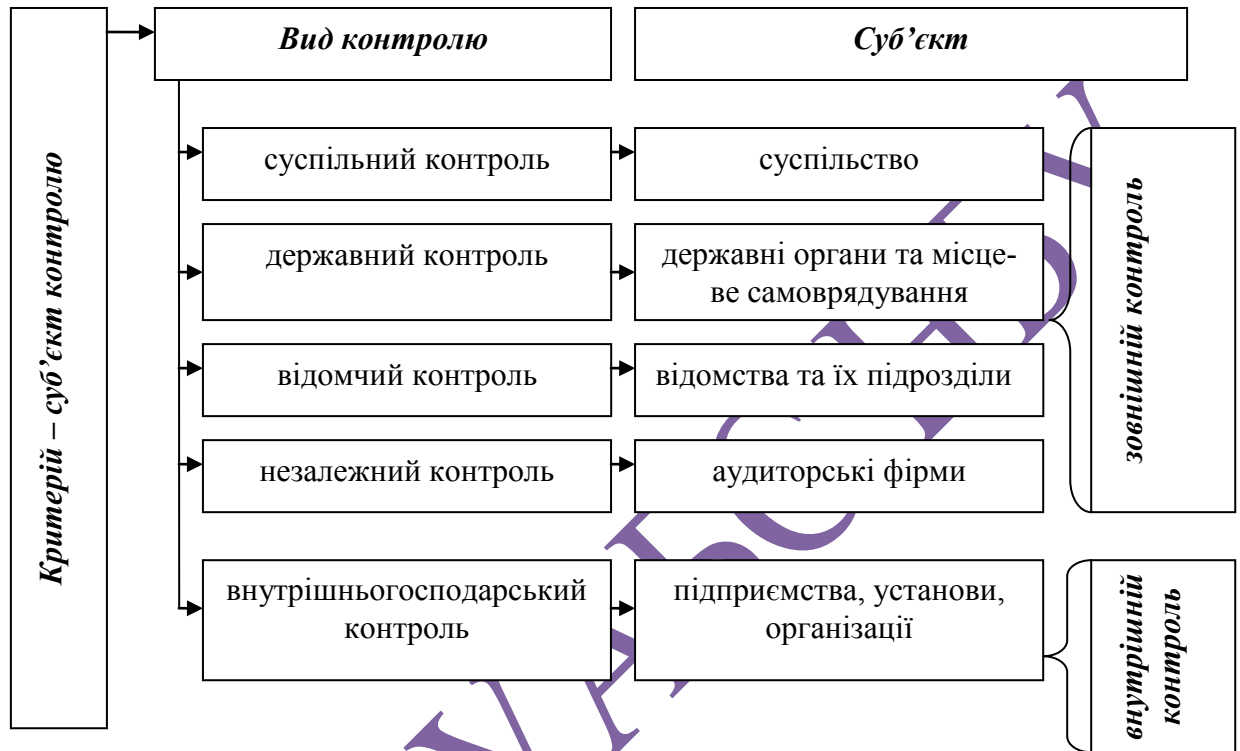 Критерій – суб’єкт контролю
Вид контролю
Суб’єкт
суспільний контроль
суспільство
державний контроль
державні органи та місце-
ве самоврядування
відомчий контроль
відомства та їх підрозділи
незалежний контроль
аудиторські фірми
зовнішній контроль
внутрішньогосподарський
контроль
підприємства, установи,
організації
внутрішній
контроль